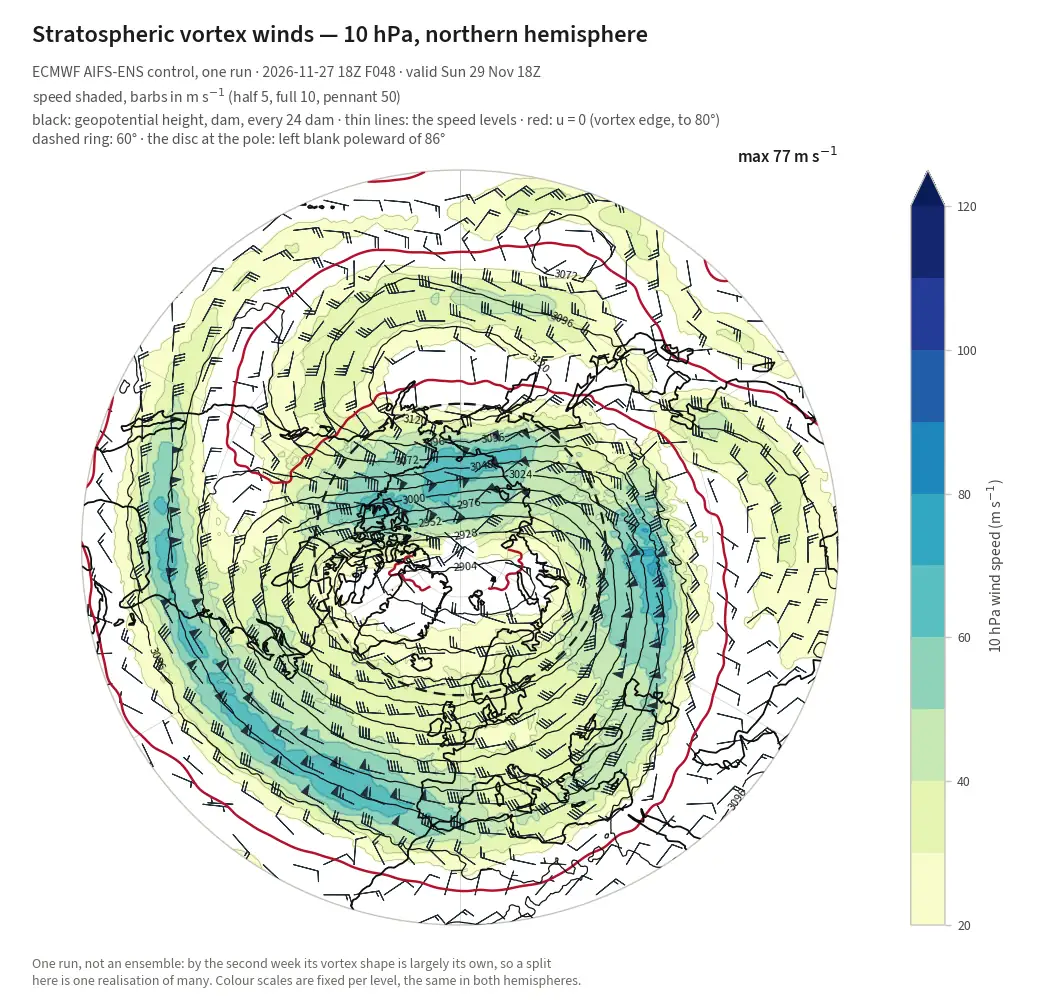 Stratospheric vortex winds — 10 hPa, northern hemisphere
ECMWF AIFS-ENS control, one run · 2026-11-27 18Z F048 · valid Sun 29 Nov 18Z
speed shaded, barbs in m s⁻¹ (half 5, full 10, pennant 50)
black: geopotential height, dam, every 24 dam · thin lines: the speed levels · red: u = 0 (vortex edge, to 80°)
dashed ring: 60° · the disc at the pole: left blank poleward of 86°
max 77 m s⁻¹
120
100
80
60
40
20
10 hPa wind speed (m s⁻¹)
3072
3096
3120
3072
3048
3024
3000
2976
2952
2928
2904
3096
3096
One run, not an ensemble: by the second week its vortex shape is largely its own, so a split
here is one realisation of many. Colour scales are fixed per level, the same in both hemispheres.